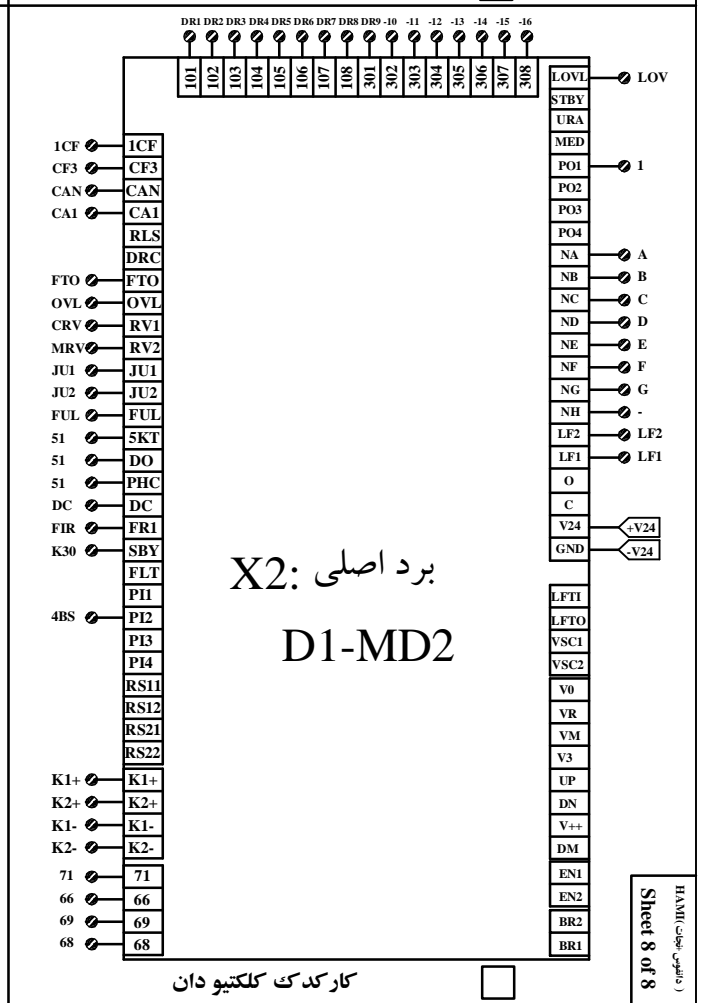 DR1 DR2 DR3 DR4 DR5 DR6 DR7 DR8 DR9 -10 -11 -12 -13 -14 -15 -16
101 102 103 104 105 106 107 108 301 302 303 304 305 306 307 308
LOVL LOV
STBY
URA
MED
PO1 1
PO2
PO3
PO4
NA A
NB B
NC C
ND D
NE E
NF F
NG G
NH -
LF2 LF2
LF1 LF1
O
C
V24 +V24
GND -V24
LFTI
LFTO
VSC1
VSC2
V0
VR
VM
V3
UP
DN
V++
DM
EN1
EN2
BR2
BR1
1CF 1CF
CF3 CF3
CAN CAN
CA1 CA1
RLS
DRC
FTO FTO
OVL OVL
CRV RV1
MRV RV2
JU1 JU1
JU2 JU2
FUL FUL
51 5KT
51 DO
51 PHC
DC DC
FIR FR1
K30 SBY
FLT
PI1
4BS PI2
PI3
PI4
RS11
RS12
RS21
RS22
K1+ K1+
K2+ K2+
K1- K1-
K2- K2-
71 71
66 66
69 69
68 68
برد اصلی :X2
D1-MD2
کارکدک کلکتیو دان
HAMI
Sheet 8 of 8